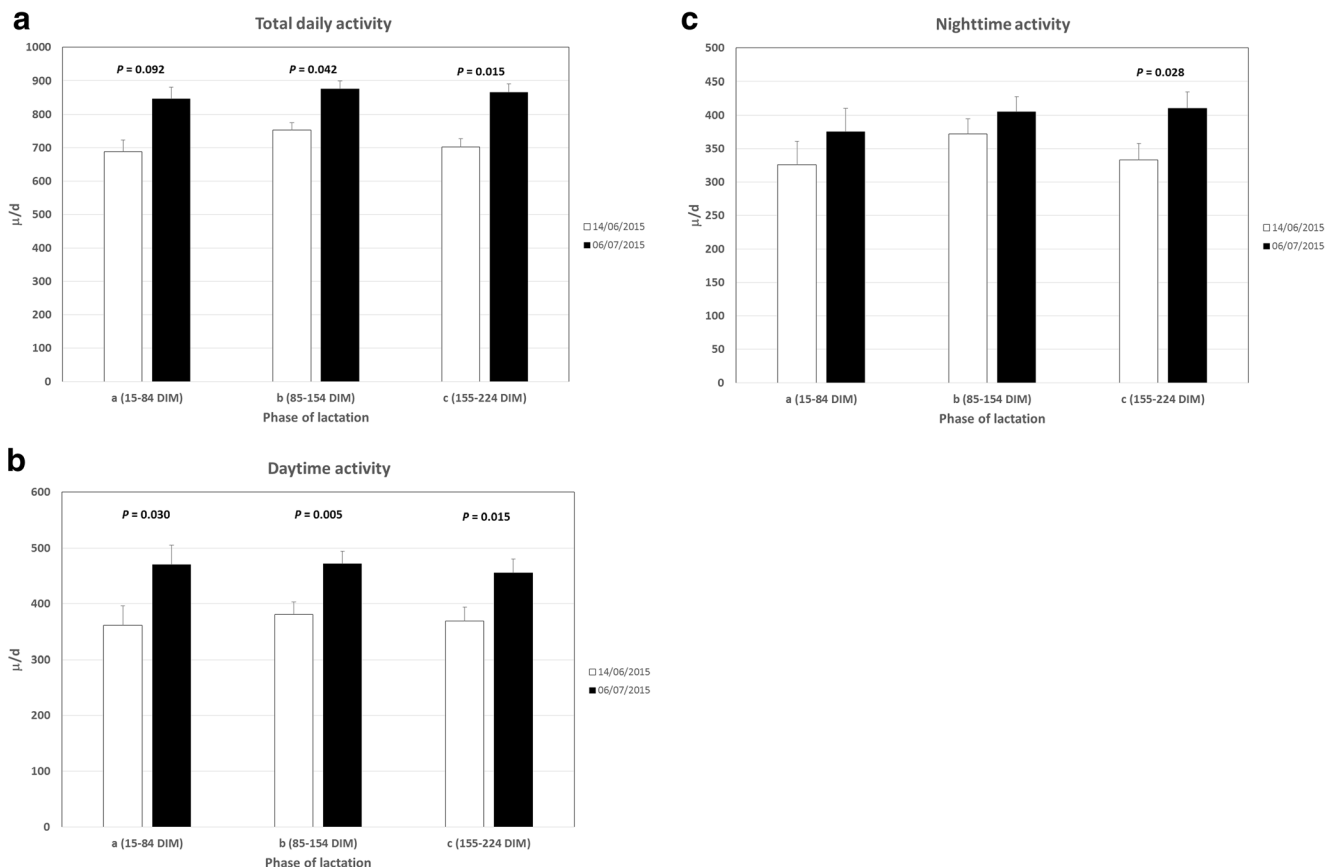 a
Total daily activity
1000
900
800
700
600
500
400
300
200
100
0
μ/d
P = 0.092
P = 0.042
P = 0.015
14/06/2015
06/07/2015
a (15-84 DIM)
b (85-154 DIM)
c (155-224 DIM)
Phase of lactation
b
Daytime activity
600
500
400
300
200
100
0
μ/d
P = 0.030
P = 0.005
P = 0.015
14/06/2015
06/07/2015
a (15-84 DIM)
b (85-154 DIM)
c (155-224 DIM)
Phase of lactation
c
Nighttime activity
500
450
400
350
300
250
200
150
100
50
0
μ/d
P = 0.028
14/06/2015
06/07/2015
a (15-84 DIM)
b (85-154 DIM)
c (155-224 DIM)
Phase of lactation